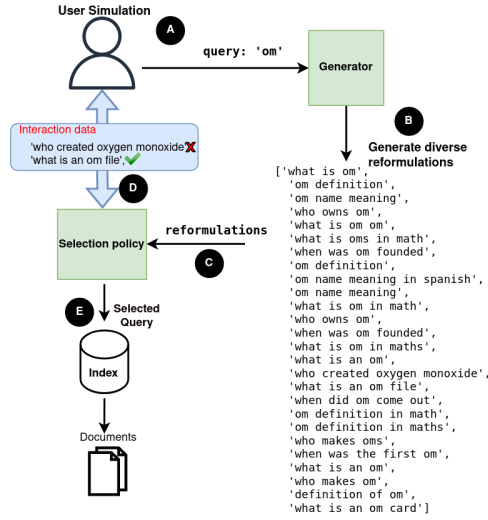 User Simulation
A
query: 'om'
Generator
B
Generate diverse
reformulations
Interaction data
'who created oxygen monoxide'
'what is an om file',
D
Selection policy
reformulations
C
E
Selected
Query
Index
Documents
['what is om',
'om definition',
'om name meaning',
'who owns om',
'what is om om',
'what is oms in math',
'when was om founded',
'om definition',
'om name meaning in spanish',
'om name meaning',
'what is om in math',
'who owns om',
'when was om founded',
'what is om in maths',
'what is an om',
'who created oxygen monoxide',
'what is an om file',
'when did om come out',
'om definition in math',
'om definition in maths',
'who makes oms',
'when was the first om',
'what is an om',
'who makes om',
'definition of om',
'what is an om card']